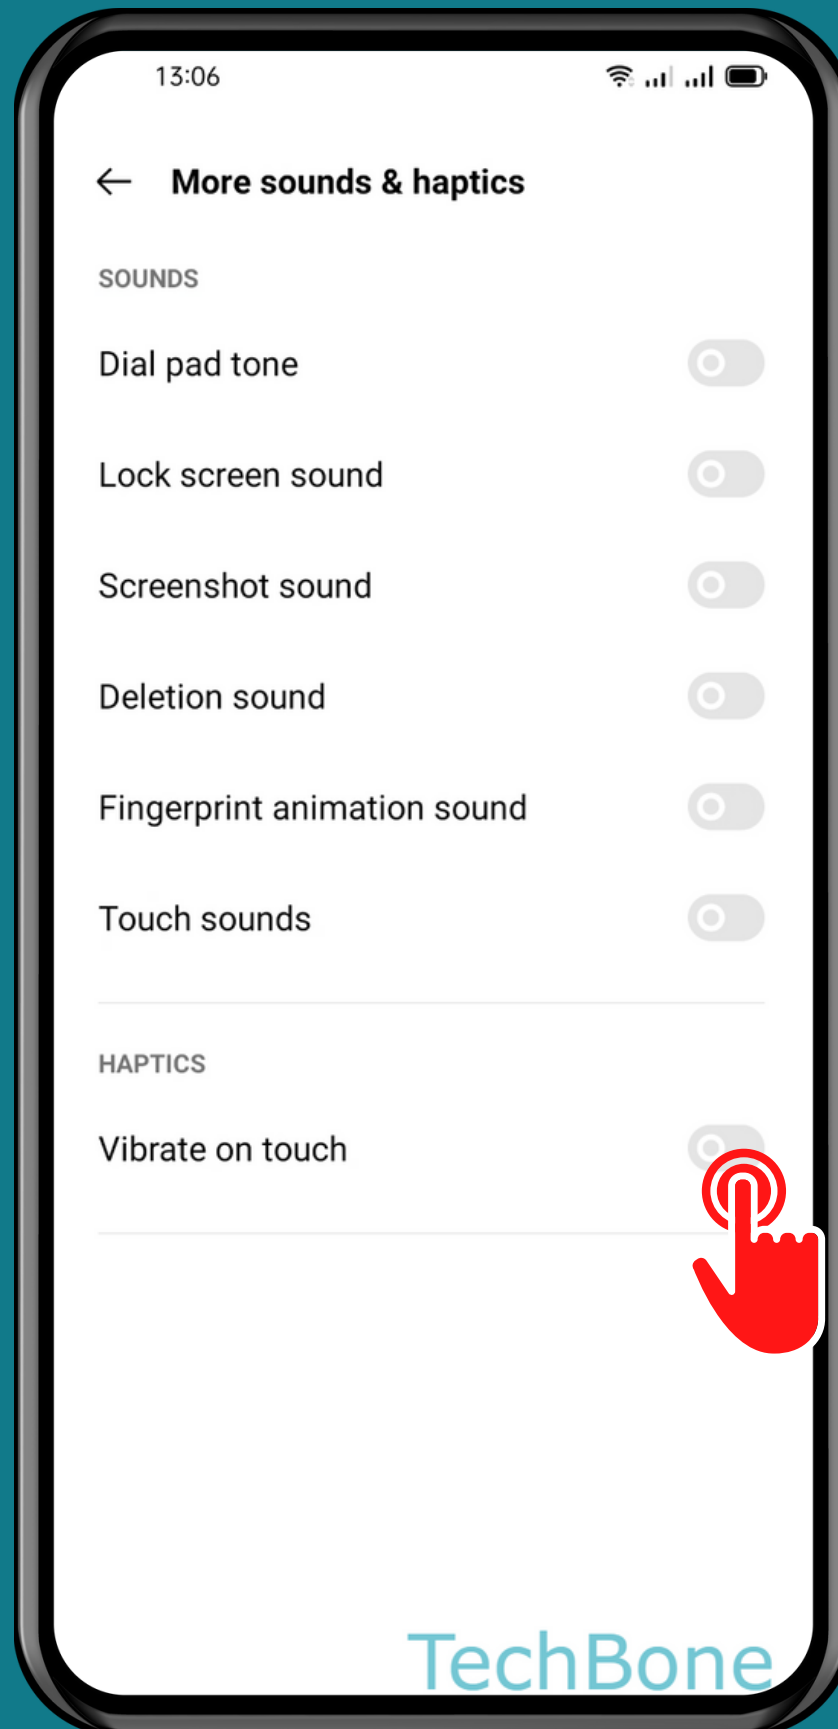 13:06
More sounds & haptics
SOUNDS
Dial pad tone
Lock screen sound
Screenshot sound
Deletion sound
Fingerprint animation sound
Touch sounds
HAPTICS
Vibrate on touch
TechBone